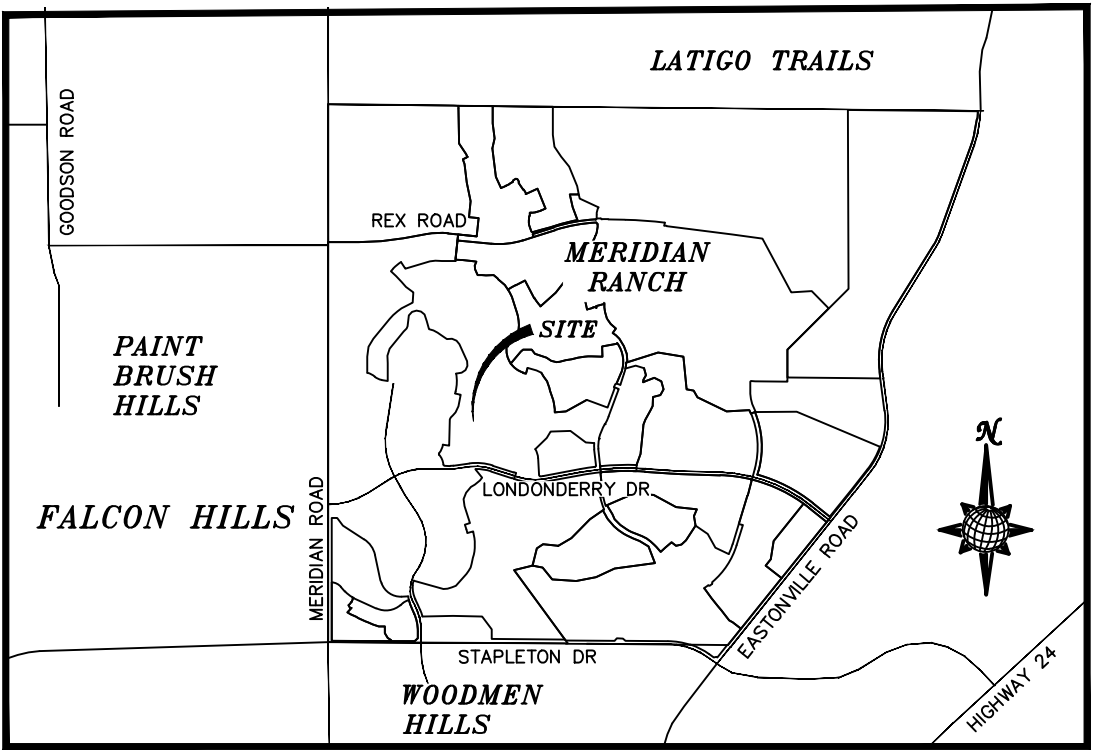 LATIGO TRAILS
GOODSON ROAD
REX ROAD
MERIDIAN
RANCH
SITE
PAINT
BRUSH
HILLS
N
LONDONDERRY DR.
FALCON HILLS
MERIDIAN ROAD
EASTONVILLE ROAD
STAPLETON DR
HIGHWAY 24
WOODMEN
HILLS